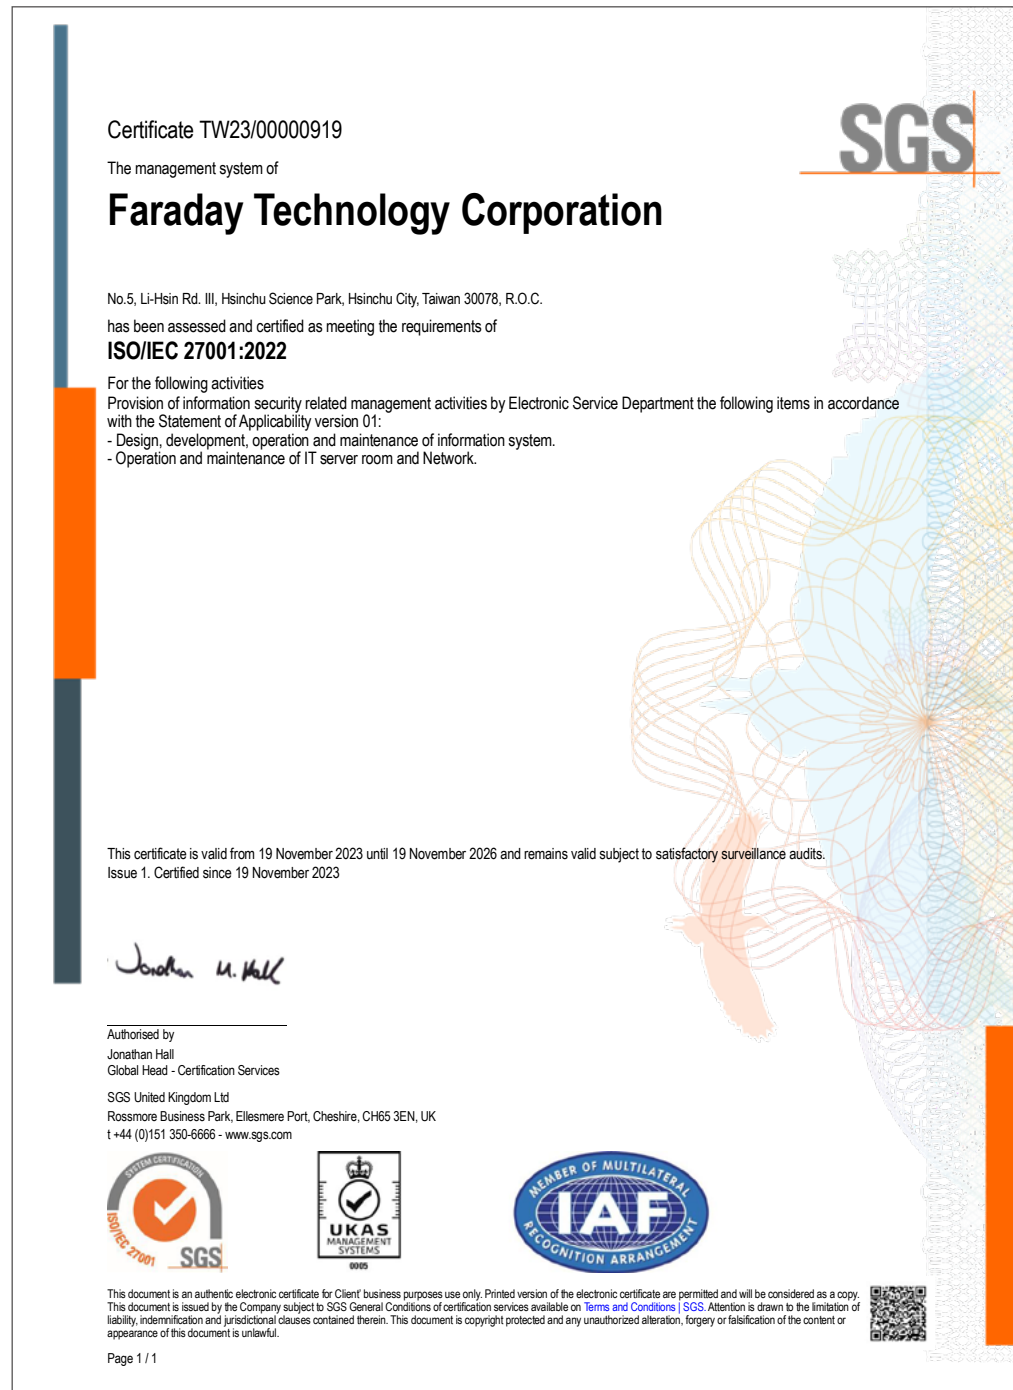 SGS
Certificate TW23/00000919
The management system of
Faraday Technology Corporation
No.5, Li-Hsin Rd. III, Hsinchu Science Park, Hsinchu City, Taiwan 30078, R.O.C.
has been assessed and certified as meeting the requirements of
ISO/IEC 27001:2022
For the following activities
Provision of information security related management activities by Electronic Service Department the following items in accordance
with the Statement of Applicability version 01:
- Design, development, operation and maintenance of information system.
- Operation and maintenance of IT server room and Network.
This certificate is valid from 19 November 2023 until 19 November 2026 and remains valid subject to satisfactory surveillance audits.
Issue 1. Certified since 19 November 2023
Jonathan M. Hall
Authorised by
Jonathan Hall
Global Head - Certification Services
SGS United Kingdom Ltd
Rossmore Business Park, Ellesmere Port, Cheshire, CH65 3EN, UK
t +44 (0)151 350-6666 - www.sgs.com
SYSTEM CERTIFICATION
ISO/IEC 27001
SGS
UKAS
MANAGEMENT
SYSTEMS
0005
MEMBER OF MULTILATERAL
IAF
RECOGNITION ARRANGEMENT
This document is an authentic electronic certificate for Client' business purposes use only. Printed version of the electronic certificate are permitted and will be considered as a copy.
This document is issued by the Company subject to SGS General Conditions of certification services available on Terms and Conditions | SGS. Attention is drawn to the limitation of
liability, indemnification and jurisdictional clauses contained therein. This document is copyright protected and any unauthorized alteration, forgery or falsification of the content or
appearance of this document is unlawful.
Page 1 / 1